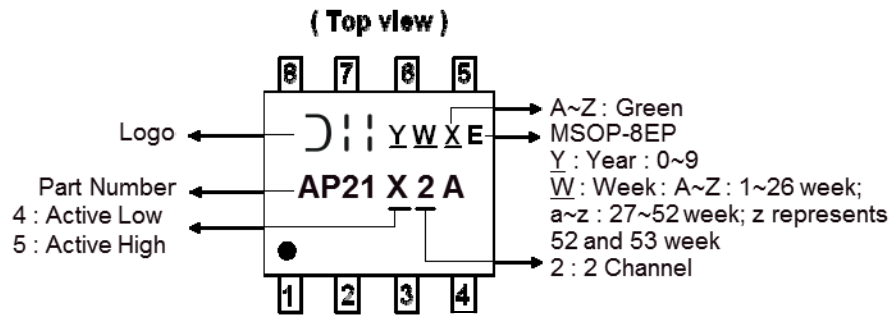 ( Top view )
8 7 6 5
Logo
Y W X E
A~Z : Green
MSOP-8EP
Y : Year : 0~9
W : Week : A~Z : 1~26 week;
a~z : 27~52 week; z represents
52 and 53 week
2 : 2 Channel
Part Number
AP21 X 2 A
4 : Active Low
5 : Active High
1 2 3 4